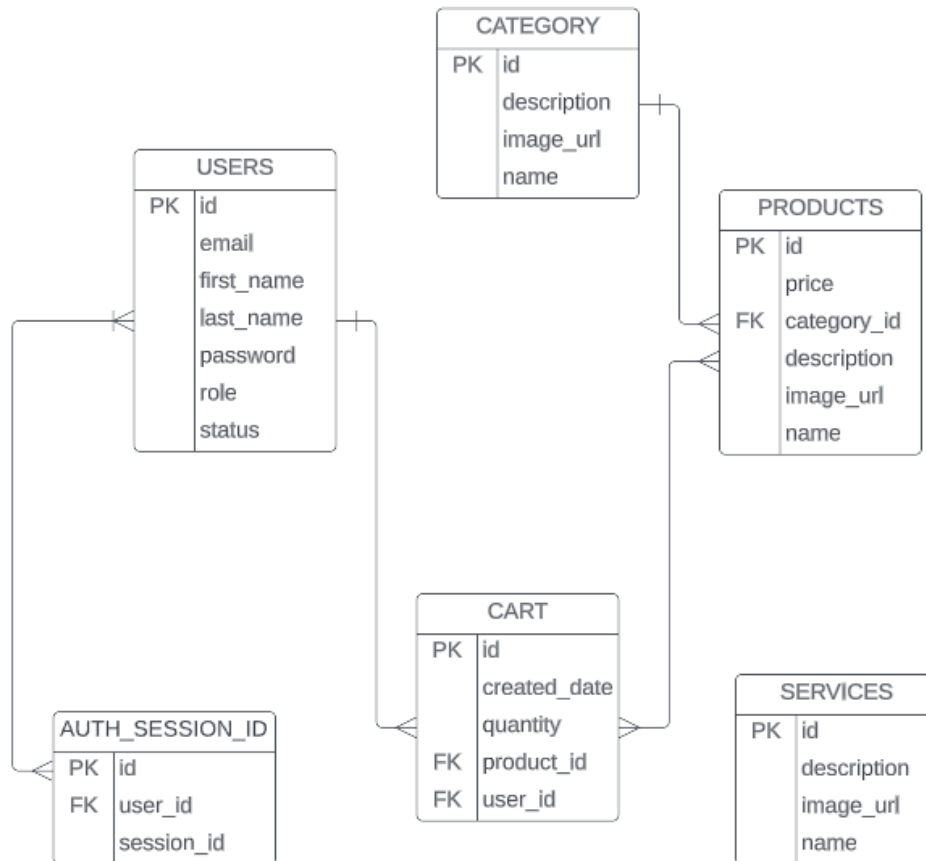 CATEGORY
PK id
description
image_url
name
USERS
PK id
email
first_name
last_name
password
role
status
PRODUCTS
PK id
price
FK category_id
description
image_url
name
CART
PK id
created_date
quantity
FK product_id
FK user_id
AUTH_SESSION_ID
PK id
FK user_id
session_id
SERVICES
PK id
description
image_url
name